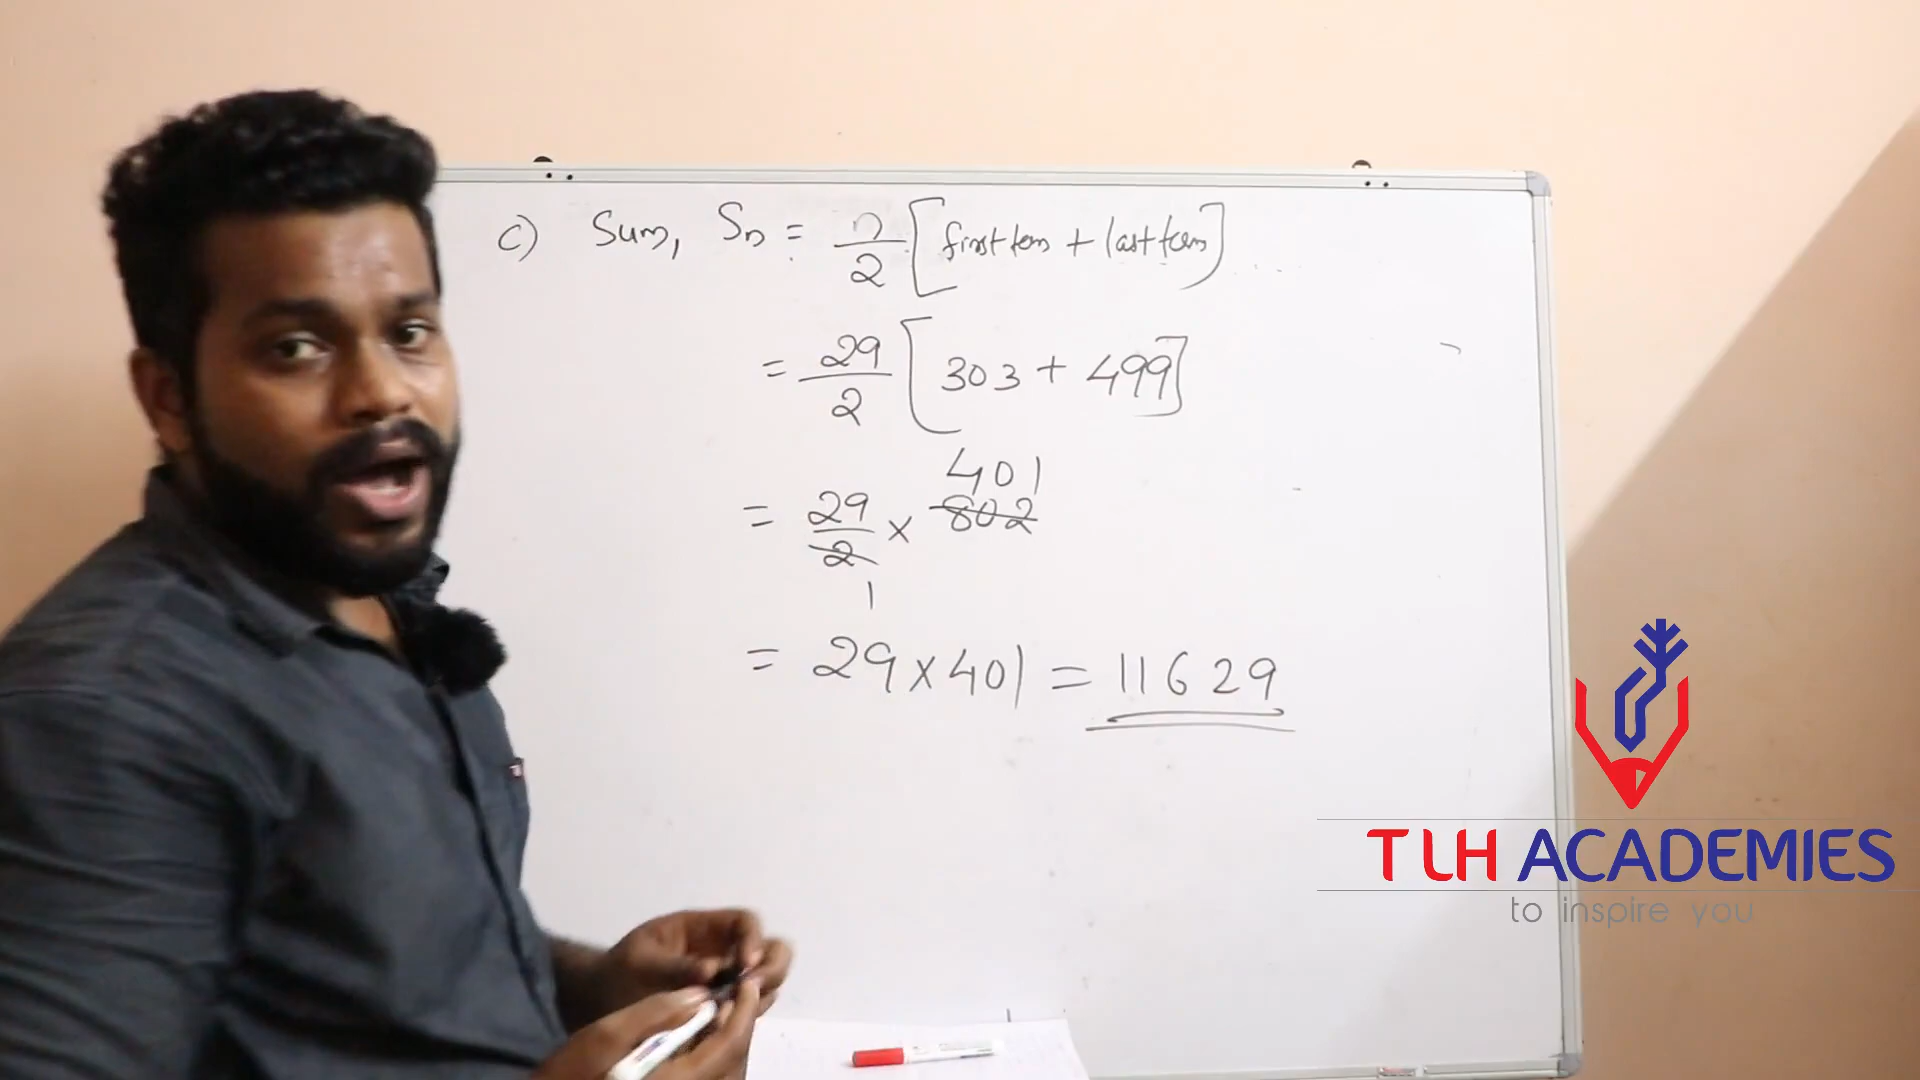 c) Sum, Sn = n/2 [first term + last term]
= 29/2 [303 + 499]
401
= 29/2 × 802
1
= 29 × 401 = 11629
TLH ACADEMIES
to inspire you